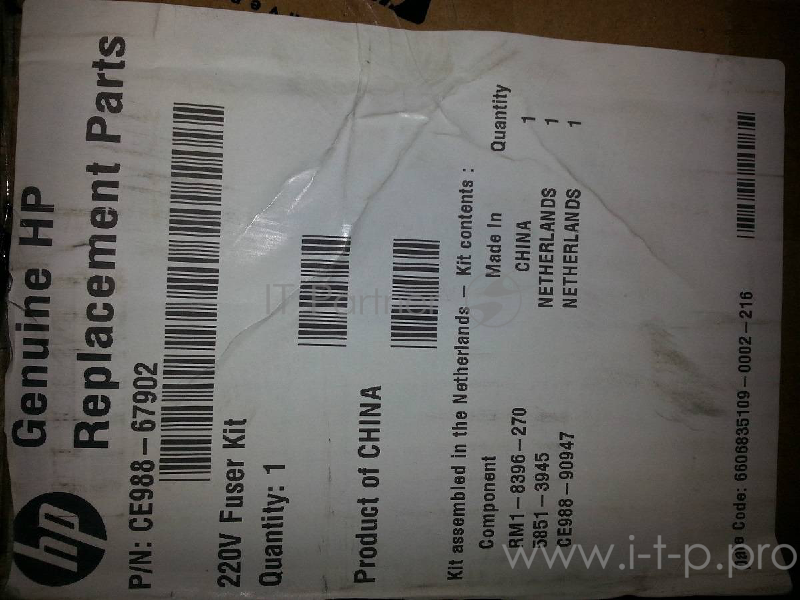 hp
Genuine HP
Replacement Parts
P/N: CE988-67902
220V Fuser Kit
Quantity: 1
Product of CHINA
Kit assembled in the Netherlands - Kit contents :
Component Made In Quantity
RM1-8396-270 CHINA 1
5851-3945 NETHERLANDS 1
CE988-90947 NETHERLANDS 1
Code: 6606835109-0002-216
IT Partner
www.i-t-p.pro